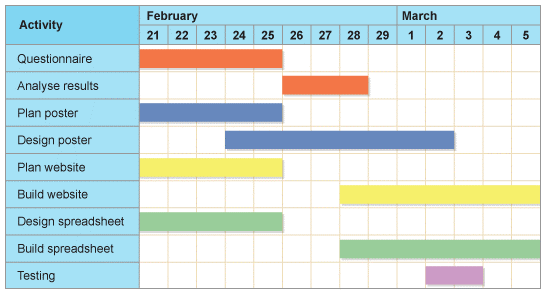 Activity
February
March
21 22 23 24 25 26 27 28 29 1 2 3 4 5
Questionnaire
Analyse results
Plan poster
Design poster
Plan website
Build website
Design spreadsheet
Build spreadsheet
Testing